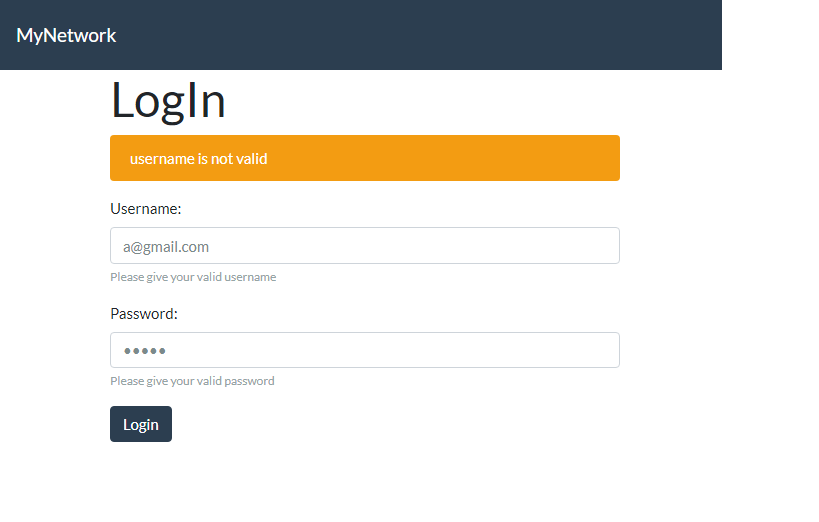 MyNetwork
LogIn
username is not valid
Username:
a@gmail.com
Please give your valid username
Password:
•••••
Please give your valid password
Login